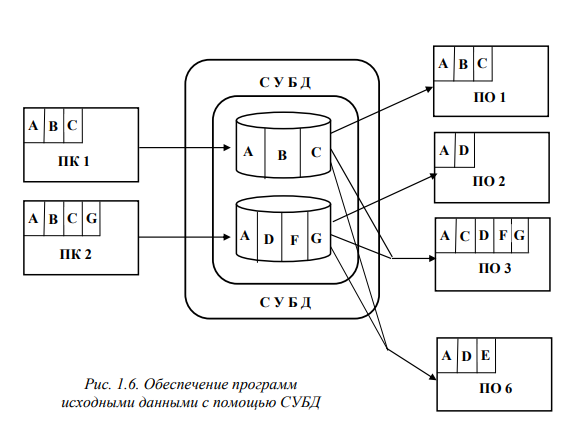 С У Б Д
A B C
ПО 1
A B C
ПК 1
A B C
A D
ПО 2
A B C G
ПК 2
A D F G
A C D F G
ПО 3
С У Б Д
A D E
ПО 6
Рис. 1.6. Обеспечение программ
исходными данными с помощью СУБД